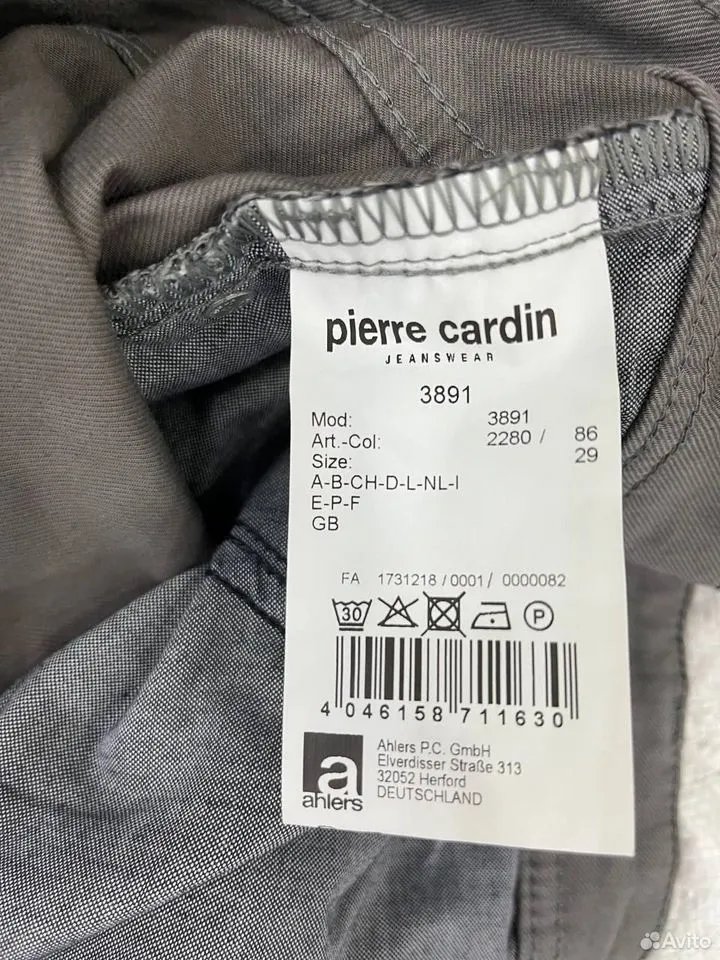 pierre cardin
JEANSWEAR
3891
Mod: 3891
Art.-Col: 2280 / 86
Size: 29
A-B-CH-D-L-NL-I
E-P-F
GB
FA 1731218 / 0001 / 0000082
30 P
4 046158 711630
a
ahlers
Ahlers P.C. GmbH
Elverdisser Straße 313
32052 Herford
DEUTSCHLAND
Avito